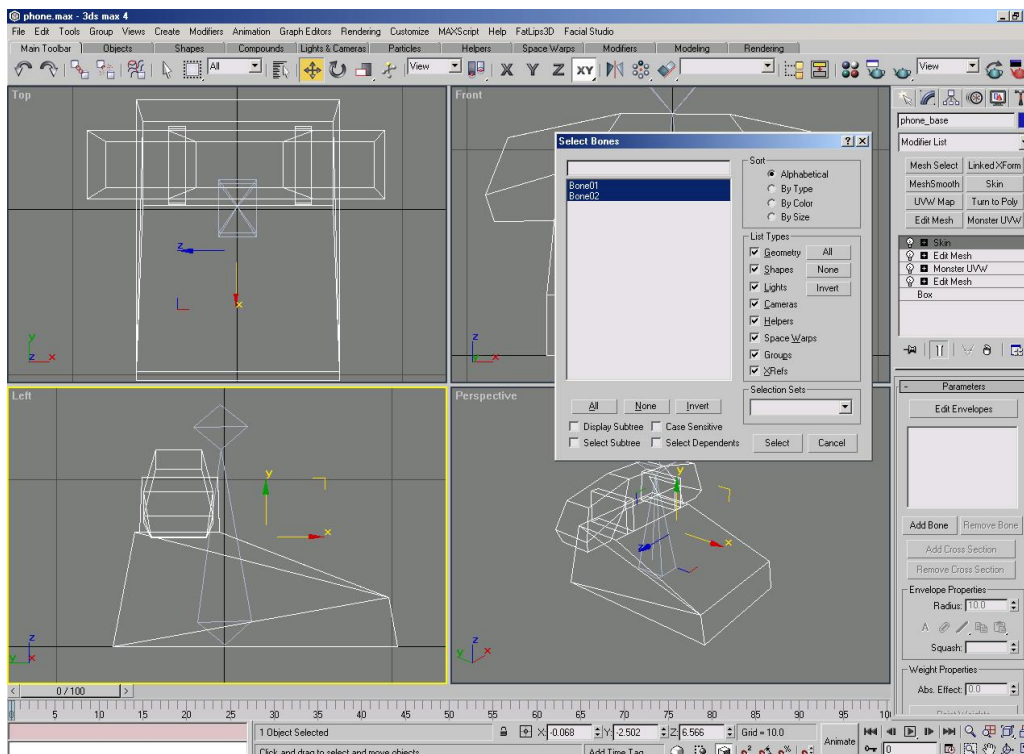 phone.max - 3ds max 4
File Edit Tools Group Views Create Modifiers Animation Graph Editors Rendering Customize MAXScript Help FatLips3D Facial Studio
Main Toolbar Objects Shapes Compounds Lights & Cameras Particles Helpers Space Warps Modifiers Modeling Rendering
All View X Y Z XY View
Top
Front
phone_base
Modifier List
Mesh Select LinkedXForm
MeshSmooth Skin
UVW Map Turn to Poly
Edit Mesh Monster UVW
Skin
Edit Mesh
Monster UVW
Edit Mesh
Box
Select Bones
Bone01
Bone02
Sort
Alphabetical
By Type
By Color
By Size
List Types
Geometry All
Shapes None
Lights Invert
Cameras
Helpers
Space Warps
Groups
XRefs
Selection Sets
All None Invert
Display Subtree Case Sensitive
Select Subtree Select Dependents
Select Cancel
z
x
y
z x
z
x
Left
Perspective
y
x
z
y x
y
z x
z
y x
Parameters
Edit Envelopes
Add Bone Remove Bone
Add Cross Section
Remove Cross Section
Envelope Properties
Radius: 10.0
A
Squash:
Weight Properties
Abs. Effect: 0.0
0 / 100
5 10 15 20 25 30 35 40 45 50 55 60 65 70 75 80 85 90 95
1 Object Selected X: -0.068 Y: -2.502 Z: 6.566 Grid = 10.0
Animate
Click and drag to select and move objects Add Time Tag 0